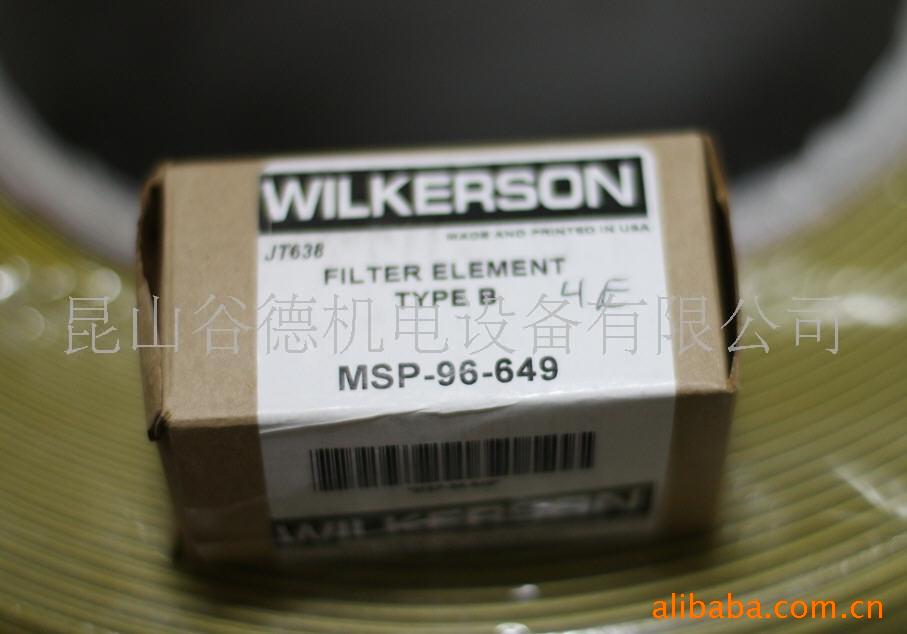 WILKERSON
MADE AND PRINTED IN USA
JT638
FILTER ELEMENT
TYPE B 4E
昆山谷德机电设备有限公司
MSP-96-649
WILKERSON
alibaba.com.cn